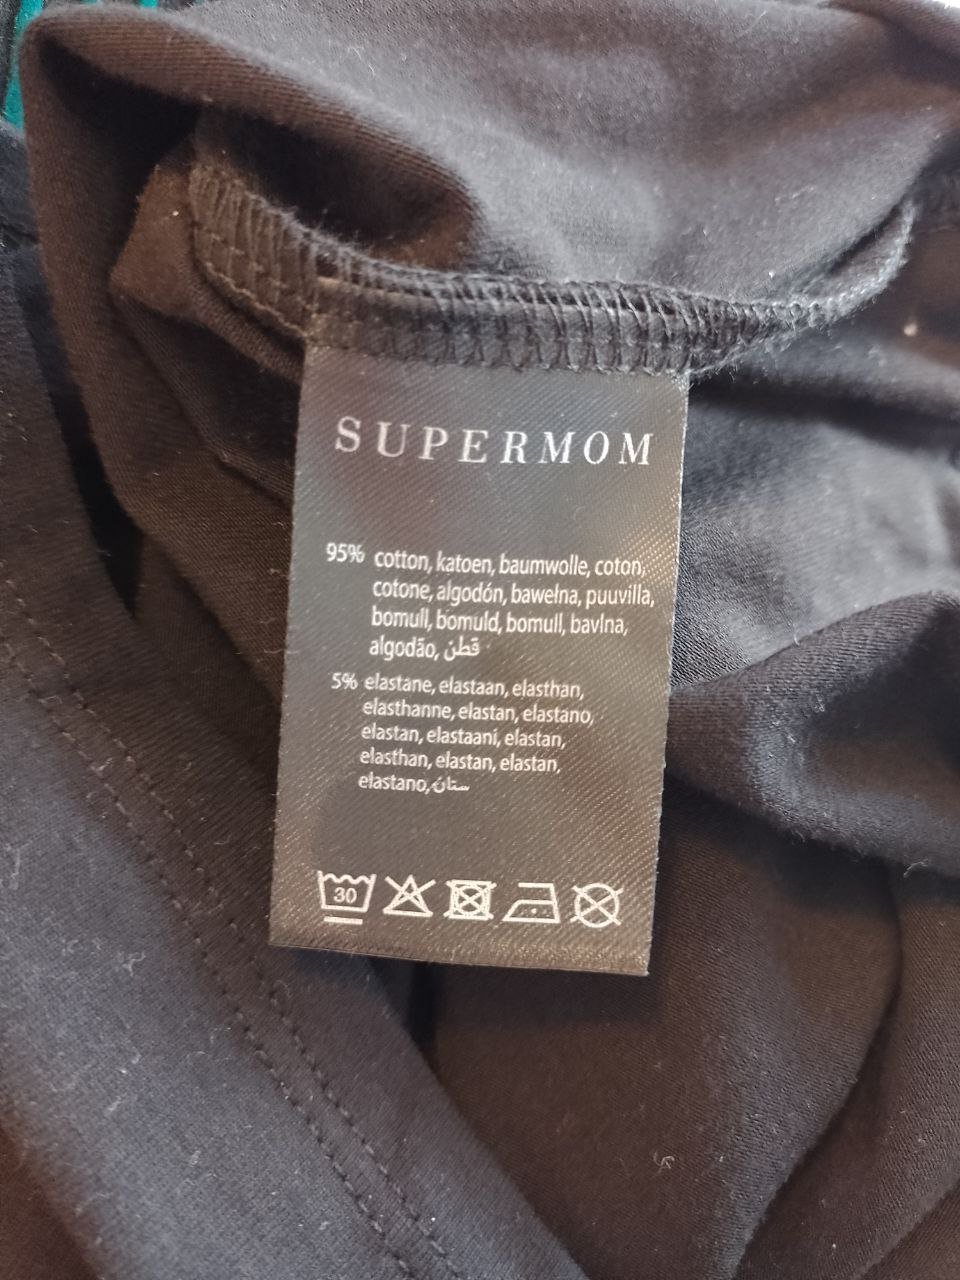 SUPERMOM
95% cotton, katoen, baumwolle, coton,
cotone, algodón, bawełna, puuvilla,
bomull, bomuld, bomull, bavlna,
algodão, قطن
5% elastane, elastaan, elasthan,
elasthanne, elastan, elastano,
elastan, elastaani, elastan,
elasthan, elastan, elastan,
elastano,
30